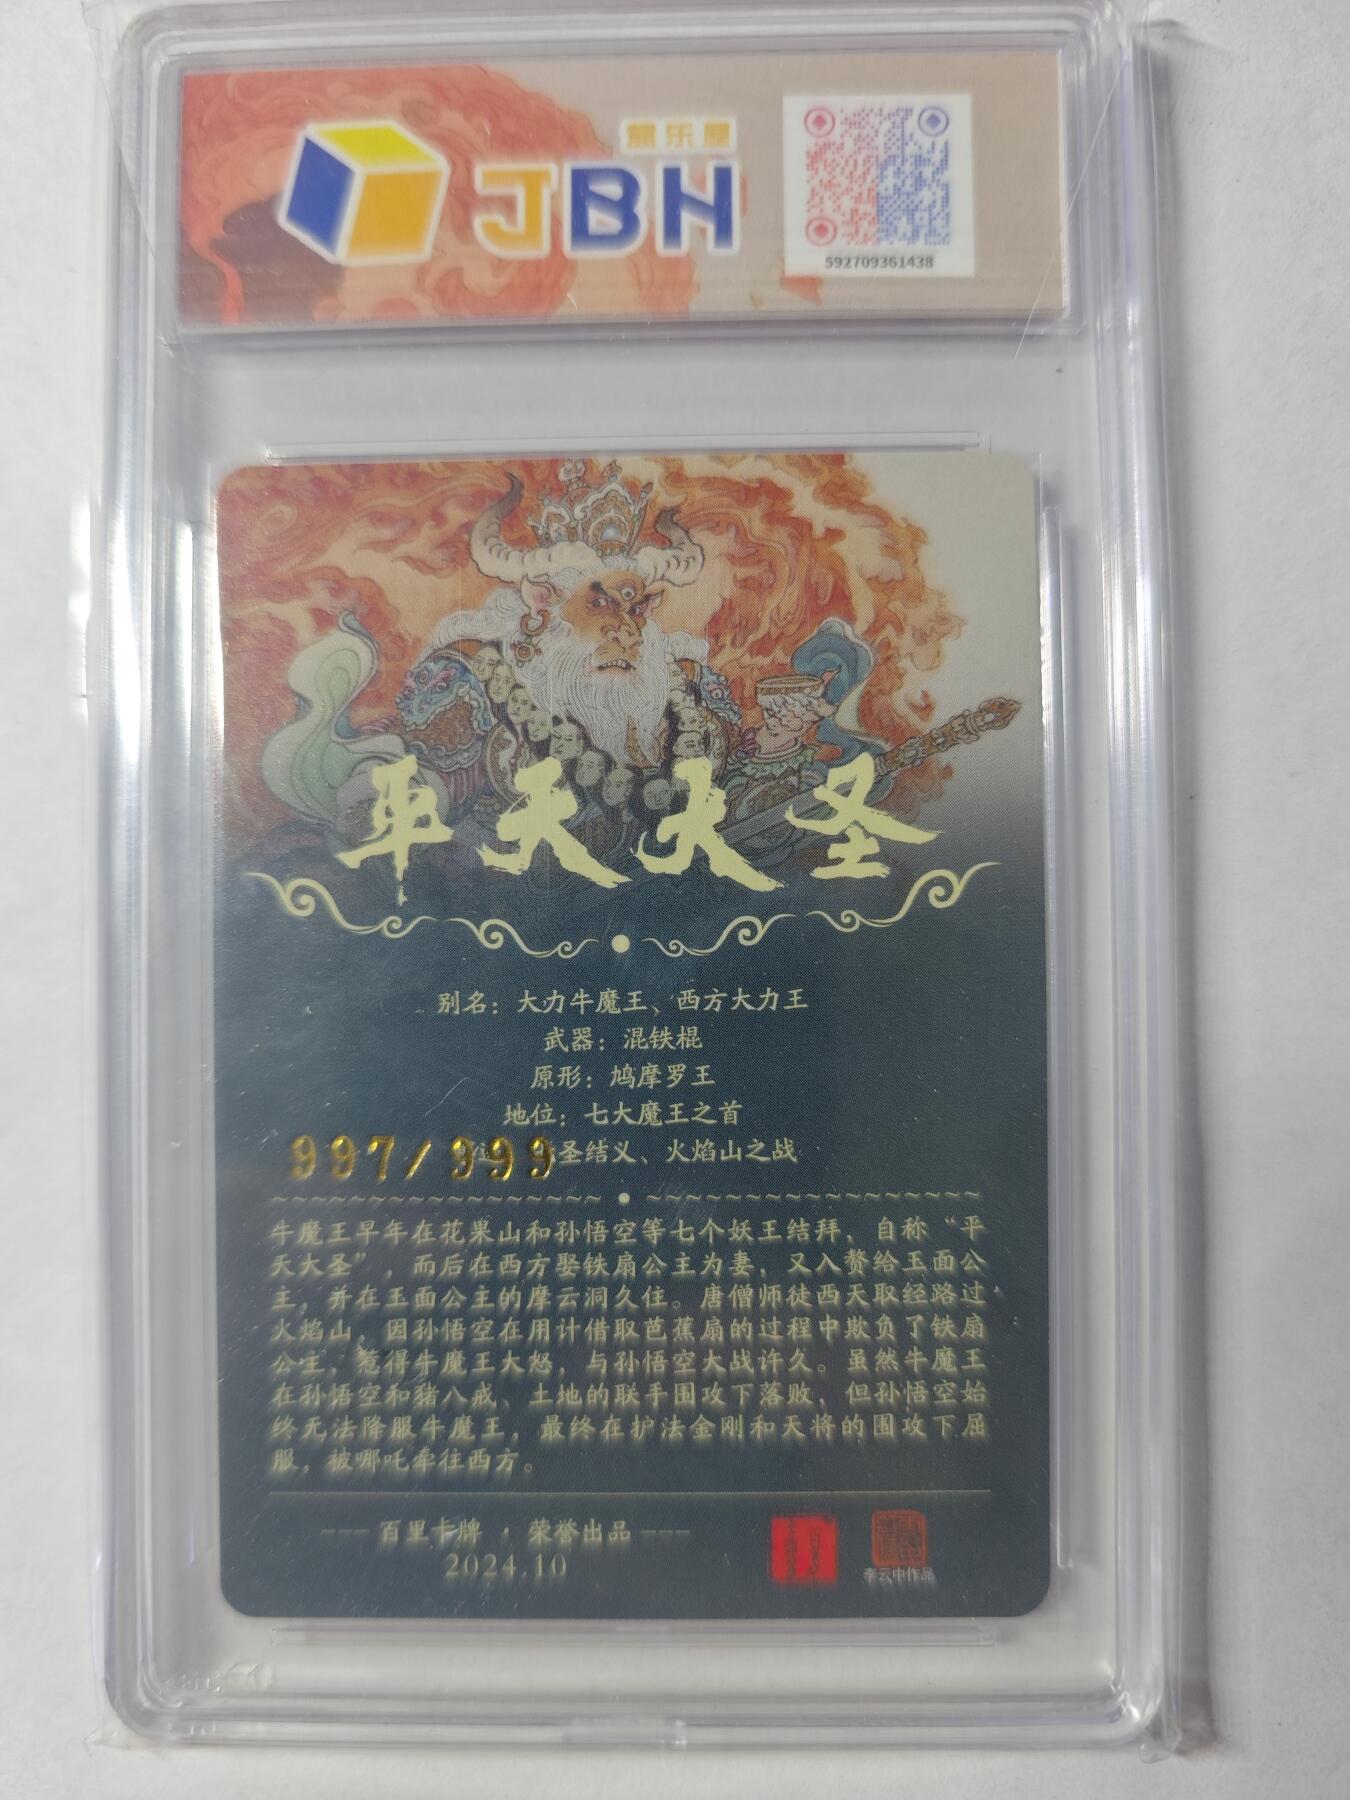 盒乐屋
JBH
592709361438
平天大圣
别名：大力牛魔王、西方大力王
武器：混铁棍
原形：鸠摩罗王
地位：七大魔王之首
圣结义、火焰山之战
997/999
牛魔王早年在花果山和孙悟空等七个妖王结拜，自称“平
天大圣”，而后在西方娶铁扇公主为妻，又入赘给玉面公
主，并在玉面公主的摩云洞久住。唐僧师徒西天取经路过
火焰山，因孙悟空在用计借取芭蕉扇的过程中欺负了铁扇
公主，惹得牛魔王大怒，与孙悟空大战许久。虽然牛魔王
在孙悟空和猪八戒、土地的联手围攻下落败，但孙悟空始
终无法降服牛魔王，最终在护法金刚和天将的围攻下屈
服，被哪吒牵往西方。
--- 百里卡牌 · 荣誉出品 ---
2024.10
李云中作品